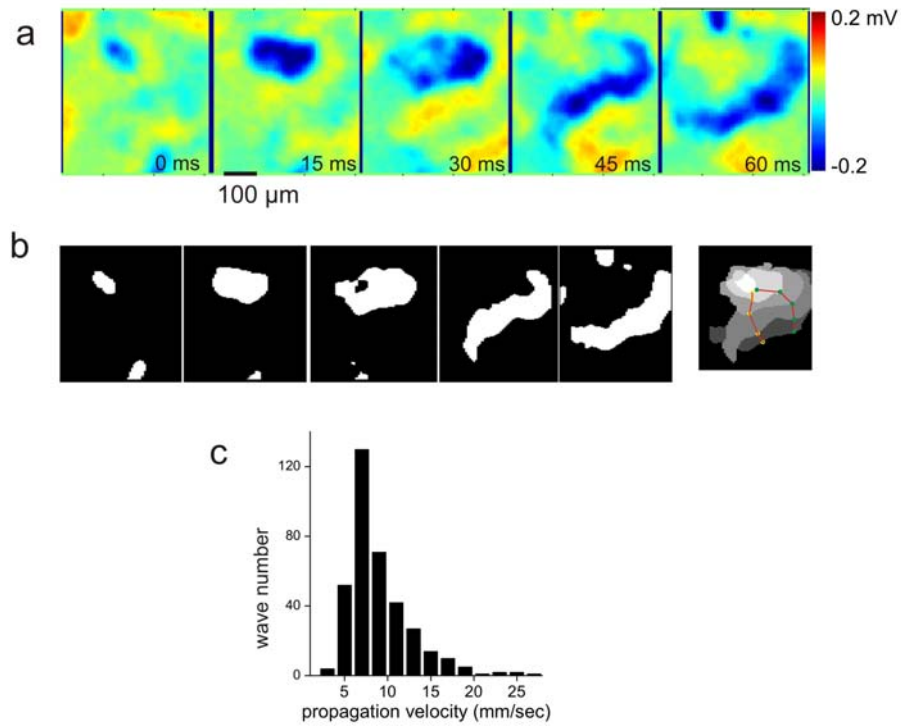 a
0.2 mV
0 ms
15 ms
30 ms
45 ms
60 ms
-0.2
100 µm
b
c
120
80
40
0
wave number
5
10
15
20
25
propagation velocity (mm/sec)